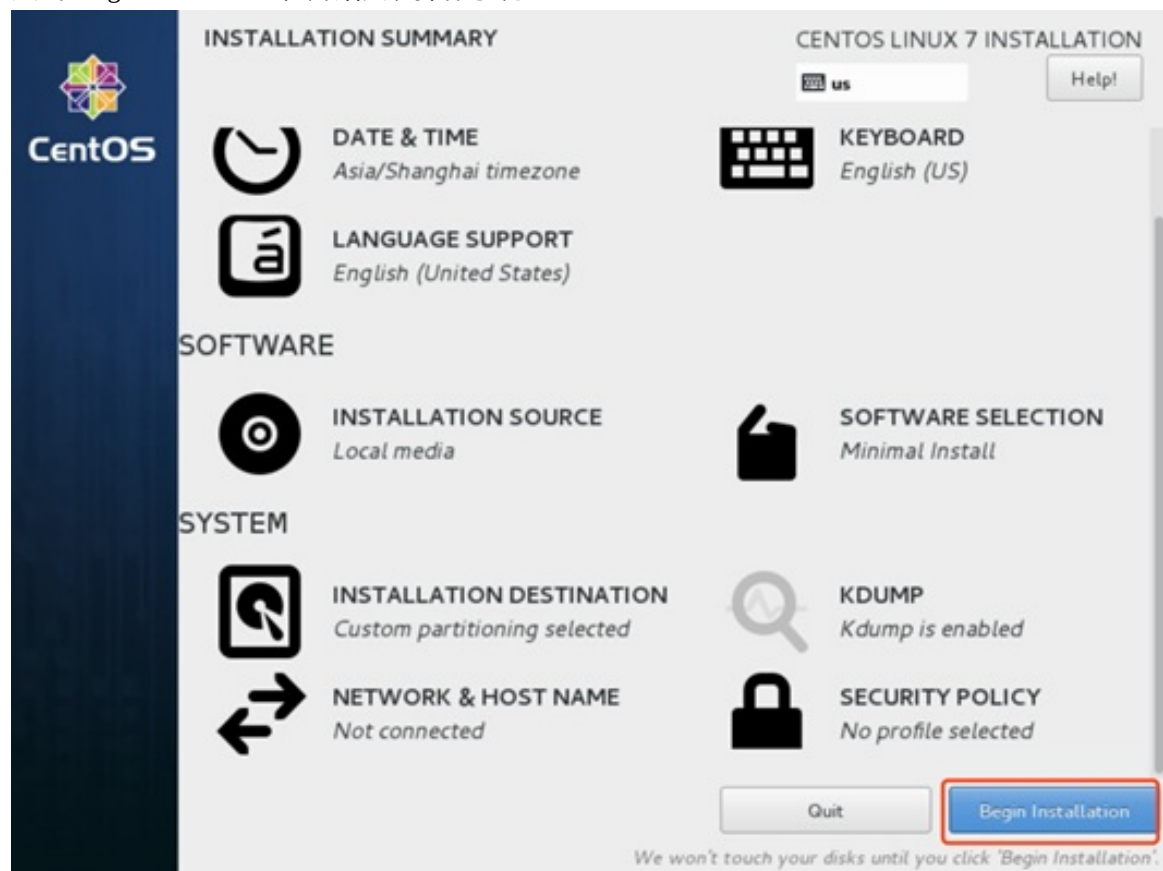 INSTALLATION SUMMARY
CENTOS LINUX 7 INSTALLATION
us
Help!
CentOS
DATE & TIME
Asia/Shanghai timezone
KEYBOARD
English (US)
LANGUAGE SUPPORT
English (United States)
SOFTWARE
INSTALLATION SOURCE
Local media
SOFTWARE SELECTION
Minimal Install
SYSTEM
INSTALLATION DESTINATION
Custom partitioning selected
KDUMP
Kdump is enabled
NETWORK & HOST NAME
Not connected
SECURITY POLICY
No profile selected
Quit
Begin Installation
We won't touch your disks until you click 'Begin Installation'.